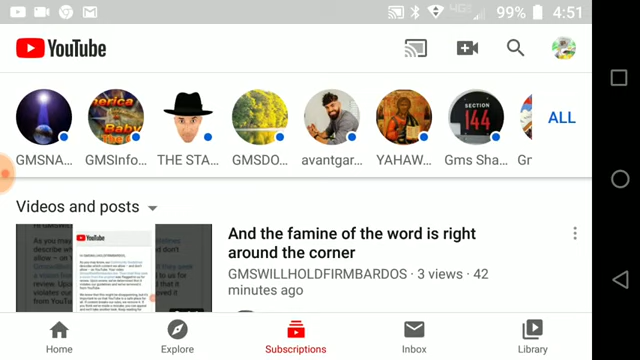 99% 4:51
YouTube
erica
Baby
SECTION
144
ALL
GMSNA... GMSInfo... THE STA... GMSDO... avantgar... YAHAW... Gms Sha...
Videos and posts
YouTube
And the famine of the word is right
around the corner
GMSWILLHOLDFIRMBARDOS · 3 views · 42
minutes ago
Home Explore Subscriptions Inbox Library